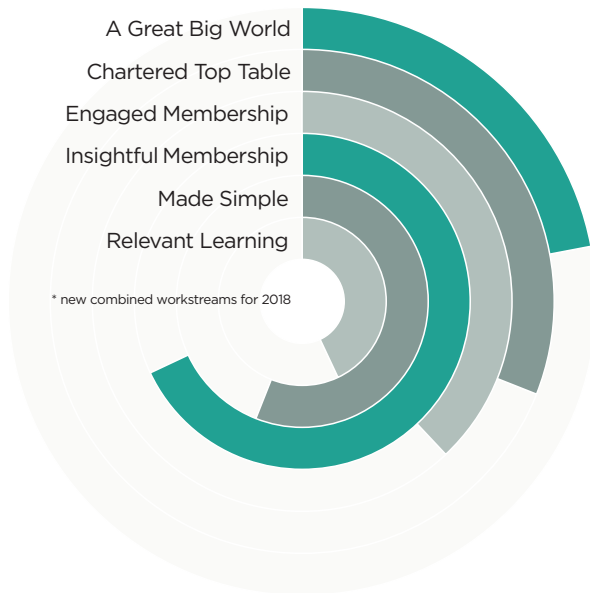 A Great Big World
Chartered Top Table
Engaged Membership
Insightful Membership
Made Simple
Relevant Learning
* new combined workstreams for 2018